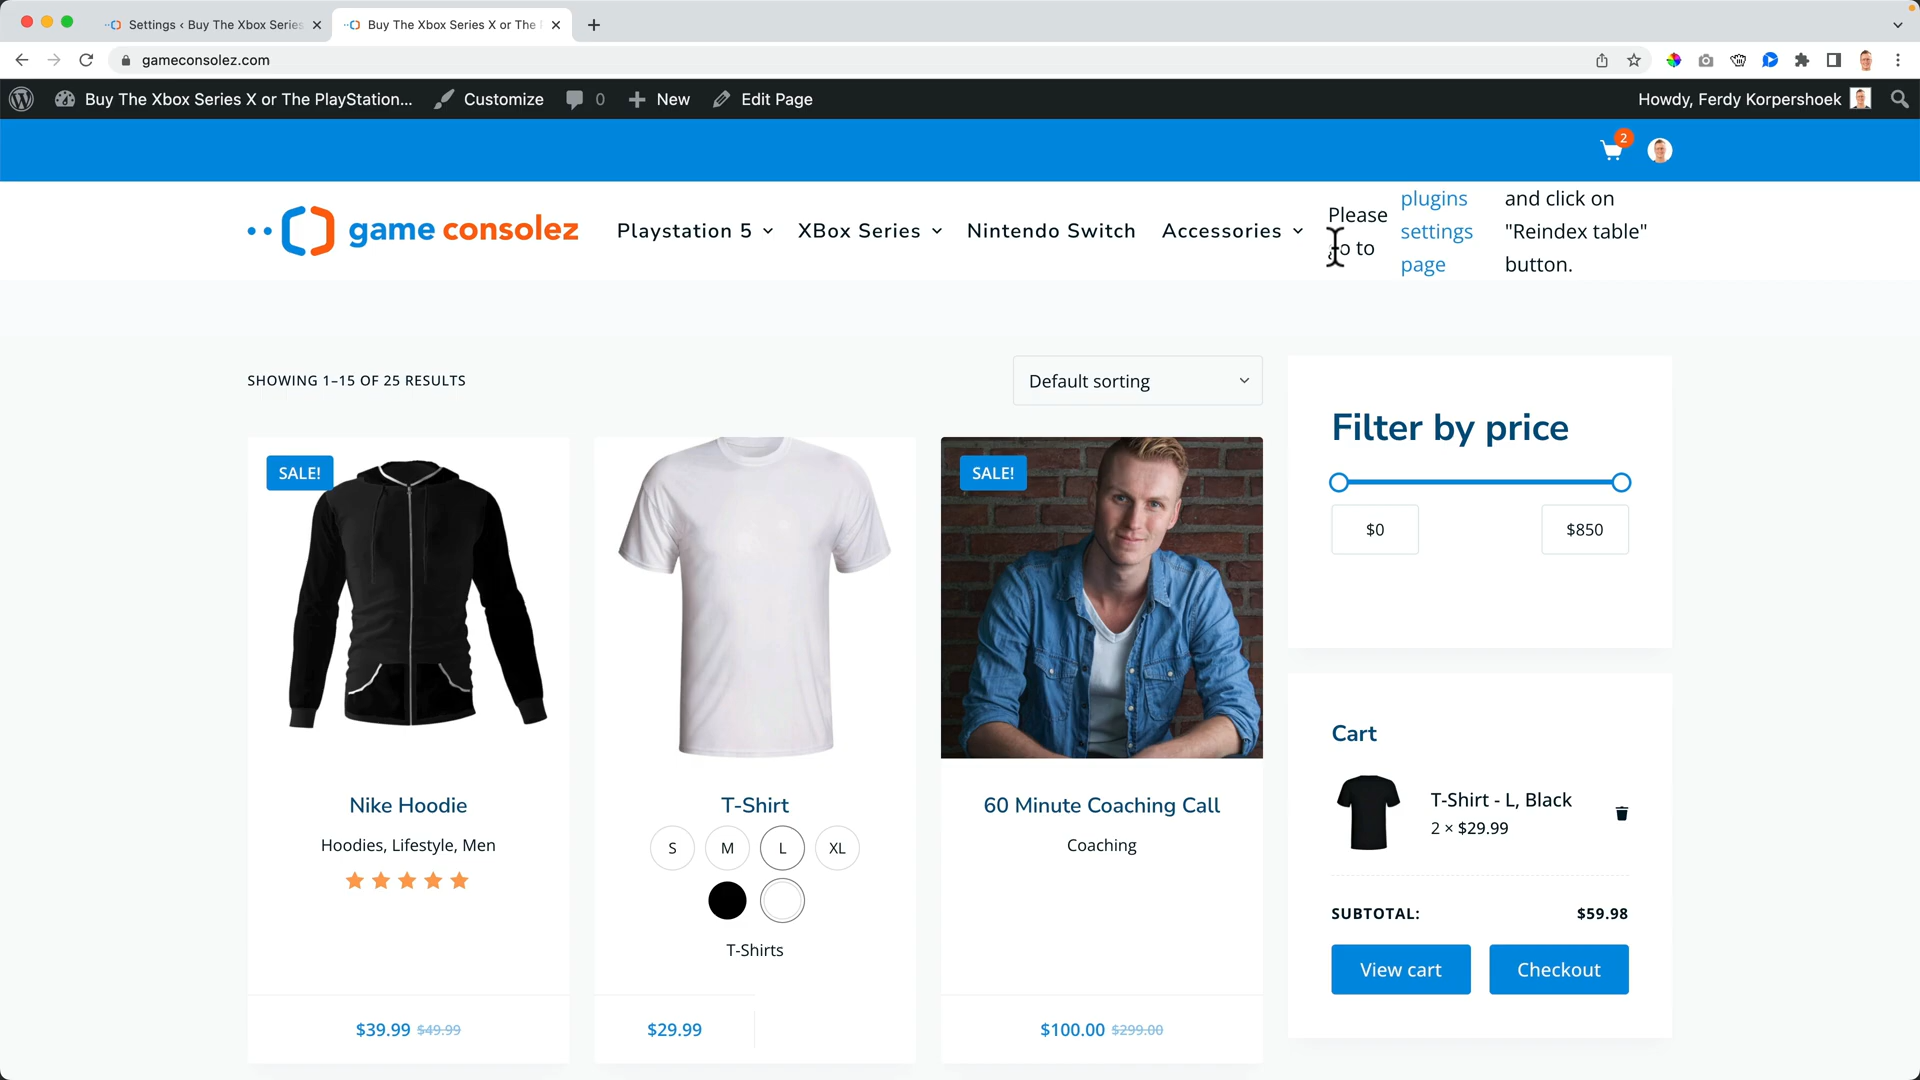 Settings ‹ Buy The Xbox Series
Buy The Xbox Series X or The
gameconsolez.com
Buy The Xbox Series X or The PlayStation...
Customize
0
New
Edit Page
Howdy, Ferdy Korpershoek
2
game consolez
Playstation 5
XBox Series
Nintendo Switch
Accessories
Please
go to
plugins
settings
page
and click on
"Reindex table"
button.
SHOWING 1–15 OF 25 RESULTS
Default sorting
Filter by price
$0
$850
SALE!
SALE!
Nike Hoodie
Hoodies, Lifestyle, Men
$39.99 $49.99
T-Shirt
S
M
L
XL
T-Shirts
$29.99
60 Minute Coaching Call
Coaching
$100.00 $299.00
Cart
T-Shirt - L, Black
2 × $29.99
SUBTOTAL:
$59.98
View cart
Checkout